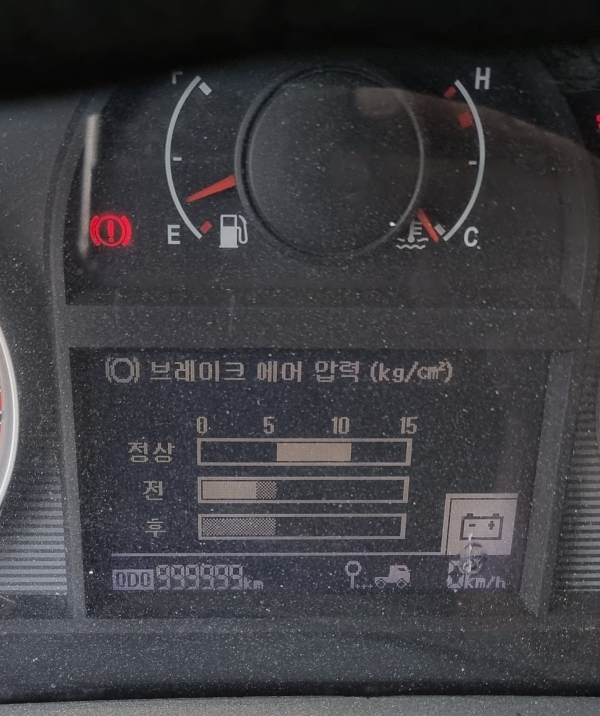 F H
E C
브레이크 에어 압력 (kg/cm²)
0 5 10 15
정상
전
후
ODO 999999km 0km/h